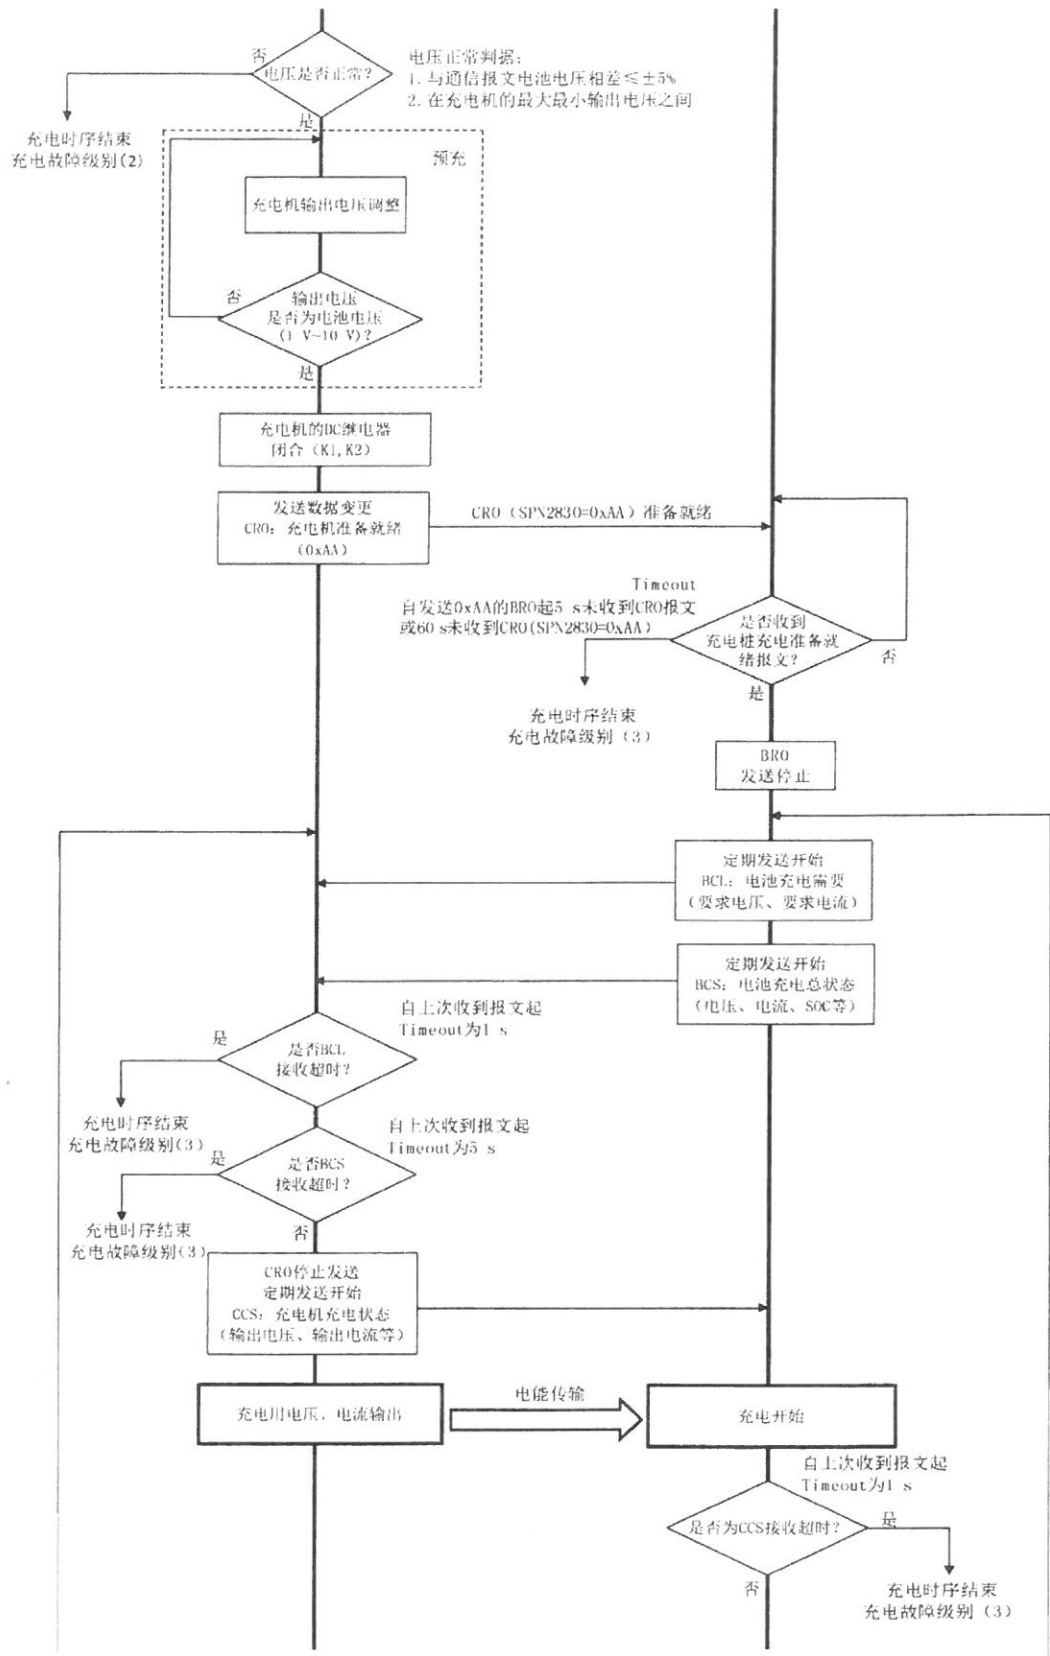 否
电压是否正常？
电压正常判据：
1. 与通信报文电池电压相差≤±5%
2. 在充电机的最大最小输出电压之间
充电时序结束
充电故障级别(2)
是
预充
充电机输出电压调整
否
输出电压
是否为电池电压
(1 V~10 V)？
是
充电机的DC继电器
闭合（K1,K2）
发送数据变更
CRO：充电机准备就绪
(0xAA)
CRO（SPN2830=0xAA）准备就绪
Timeout
自发送0xAA的BRO起5 s未收到CRO报文
或60 s未收到CRO(SPN2830=0xAA)
是否收到
充电桩充电准备就
绪报文？
否
是
充电时序结束
充电故障级别（3）
BRO
发送停止
定期发送开始
BCL：电池充电需要
（要求电压、要求电流）
定期发送开始
BCS：电池充电总状态
（电压、电流、SOC等）
自上次收到报文起
Timeout为1 s
是
是否BCL
接收超时？
充电时序结束
充电故障级别(3)
自上次收到报文起
Timeout为5 s
是
是否BCS
接收超时？
充电时序结束
充电故障级别(3)
否
CRO停止发送
定期发送开始
CCS：充电机充电状态
（输出电压、输出电流等）
充电用电压、电流输出
电能传输
充电开始
自上次收到报文起
Timeout为1 s
是否为CCS接收超时？
是
否
充电时序结束
充电故障级别（3）